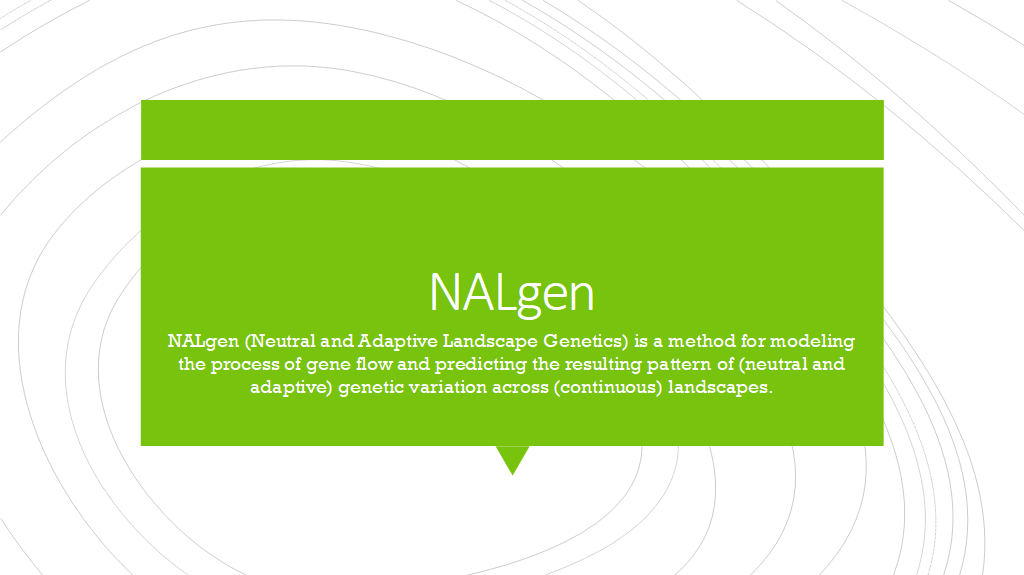 NALgen
NALgen (Neutral and Adaptive Landscape Genetics) is a method for modeling
the process of gene flow and predicting the resulting pattern of (neutral and
adaptive) genetic variation across (continuous) landscapes.